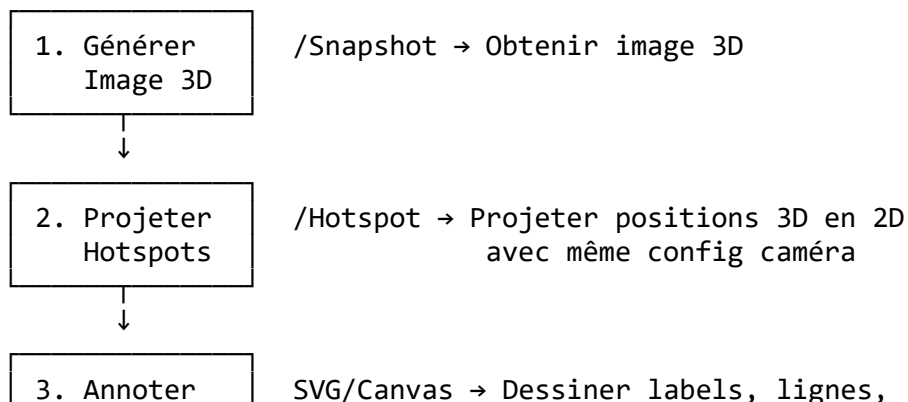 1. Générer /Snapshot → Obtenir image 3D
Image 3D
↓
2. Projeter /Hotspot → Projeter positions 3D en 2D
Hotspots avec même config caméra
↓
3. Annoter SVG/Canvas → Dessiner labels, lignes,